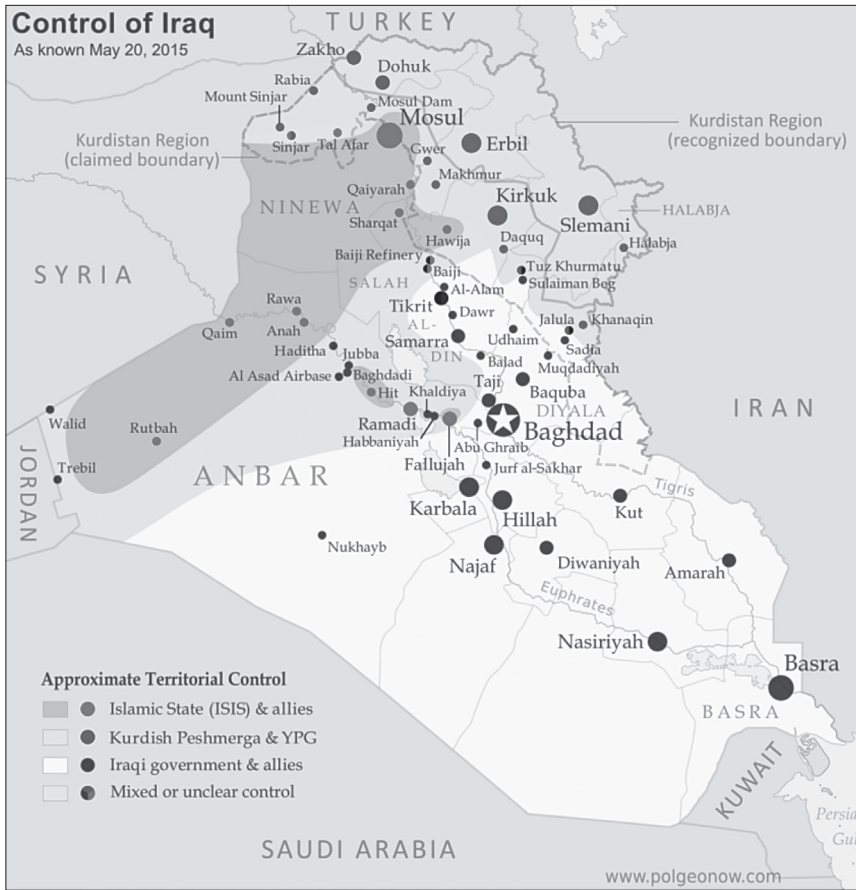 Control of Iraq
As known May 20, 2015
TURKEY
Zakho
Dohuk
Rabia
Mount Sinjar
Mosul Dam
Mosul
Kurdistan Region
(claimed boundary)
Kurdistan Region
(recognized boundary)
Sinjar
Tal Afar
Gwer
Erbil
Makhmur
Qaiyarah
Kirkuk
NINEWA
Slemani
HALABJA
Sharqat
Hawija
Daquq
Halabja
Baiji Refinery
Baiji
Tuz Khurmatu
Sulaiman Beg
SYRIA
SALAH
Al-Alam
Rawa
Tikrit
Dawr
Jalula
Khanaqin
Qaim
Anah
AL-
Samarra
Udhaim
Haditha
Jubba
DIN
Sadia
Balad
Muqdadiyah
Al Asad Airbase
Baghdadi
Taji
Hit
Khaldiya
Baquba
IRAN
Walid
DIYALA
Rutbah
Ramadi
Baghdad
Habbaniyah
Abu Ghraib
JORDAN
Trebil
Fallujah
Jurf al-Sakhar
ANBAR
Tigris
Karbala
Hillah
Kut
Nukhayb
Najaf
Diwaniyah
Amarah
Euphrates
Nasiriyah
Basra
BASRA
Approximate Territorial Control
Islamic State (ISIS) & allies
Kurdish Peshmerga & YPG
Iraqi government & allies
Mixed or unclear control
KUWAIT
Persia
Gul
SAUDI ARABIA
www.polgeonow.com